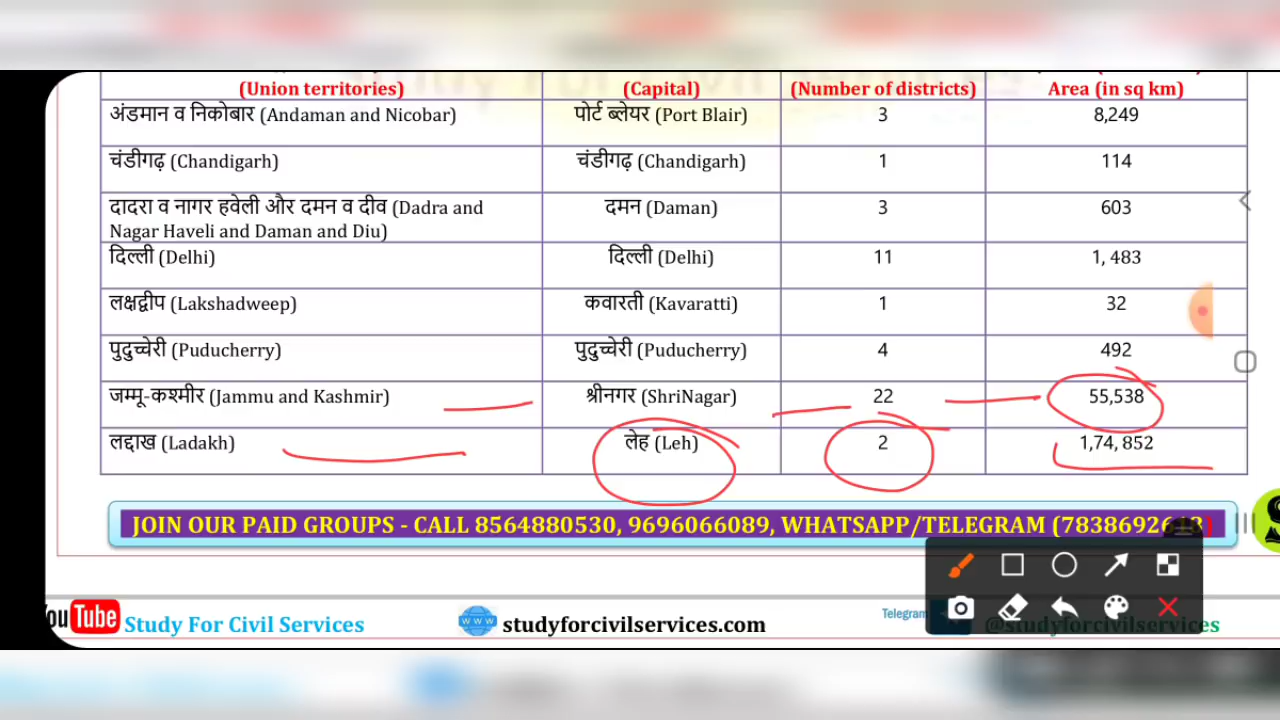 (Union territories) (Capital) (Number of districts) Area (in sq km)
अंडमान व निकोबार (Andaman and Nicobar) पोर्ट ब्लेयर (Port Blair) 3 8,249
चंडीगढ़ (Chandigarh) चंडीगढ़ (Chandigarh) 1 114
दादरा व नागर हवेली और दमन व दीव (Dadra and दमन (Daman) 3 603
Nagar Haveli and Daman and Diu)
दिल्ली (Delhi) दिल्ली (Delhi) 11 1, 483
लक्षद्वीप (Lakshadweep) कवारती (Kavaratti) 1 32
पुदुच्चेरी (Puducherry) पुदुच्चेरी (Puducherry) 4 492
जम्मू-कश्मीर (Jammu and Kashmir) श्रीनगर (ShriNagar) 22 55,538
लद्दाख (Ladakh) लेह (Leh) 2 1,74, 852
JOIN OUR PAID GROUPS - CALL 8564880530, 9696066089, WHATSAPP/TELEGRAM
YouTube Study For Civil Services www studyforcivilservices.com Telegram @studyforcivilservices